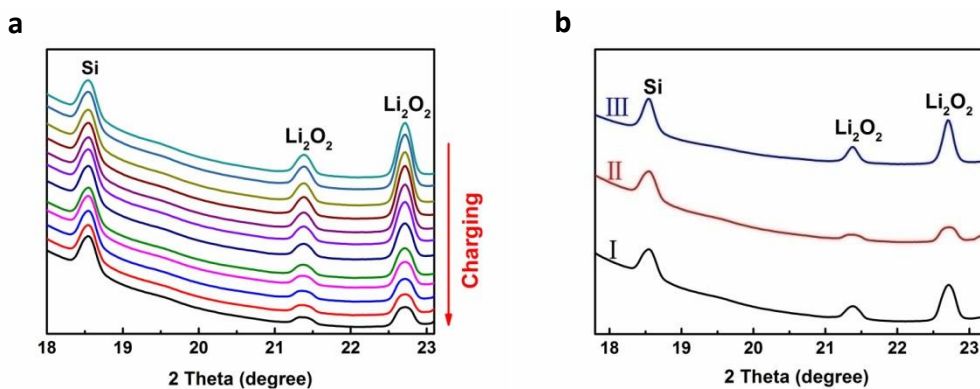 a
Si
Li₂O₂
Li₂O₂
Charging
18 19 20 21 22 23
2 Theta (degree)
b
III
Si
Li₂O₂
Li₂O₂
II
I
18 19 20 21 22 23
2 Theta (degree)